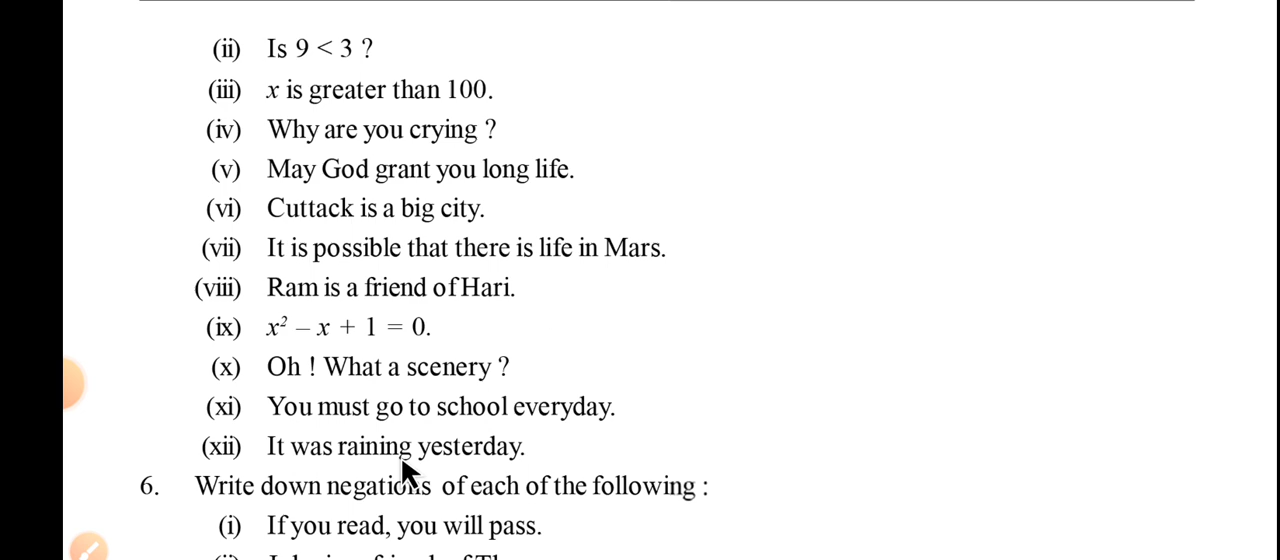 (ii) Is 9 < 3 ?
(iii) x is greater than 100.
(iv) Why are you crying ?
(v) May God grant you long life.
(vi) Cuttack is a big city.
(vii) It is possible that there is life in Mars.
(viii) Ram is a friend of Hari.
(ix) x² – x + 1 = 0.
(x) Oh ! What a scenery ?
(xi) You must go to school everyday.
(xii) It was raining yesterday.
6. Write down negations of each of the following :
(i) If you read, you will pass.